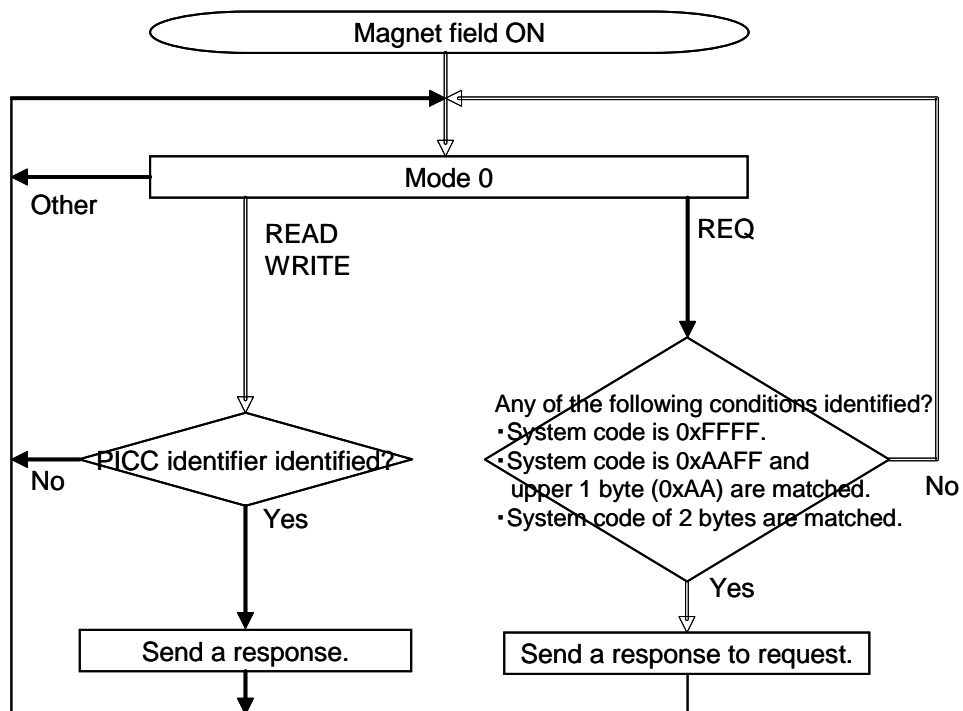 Magnet field ON
Mode 0
Other
READ
WRITE
REQ
Any of the following conditions identified?
・System code is 0xFFFF.
・System code is 0xAAFF and
upper 1 byte (0xAA) are matched.
・System code of 2 bytes are matched.
PICC identifier identified?
No
Yes
No
Yes
Send a response.
Send a response to request.